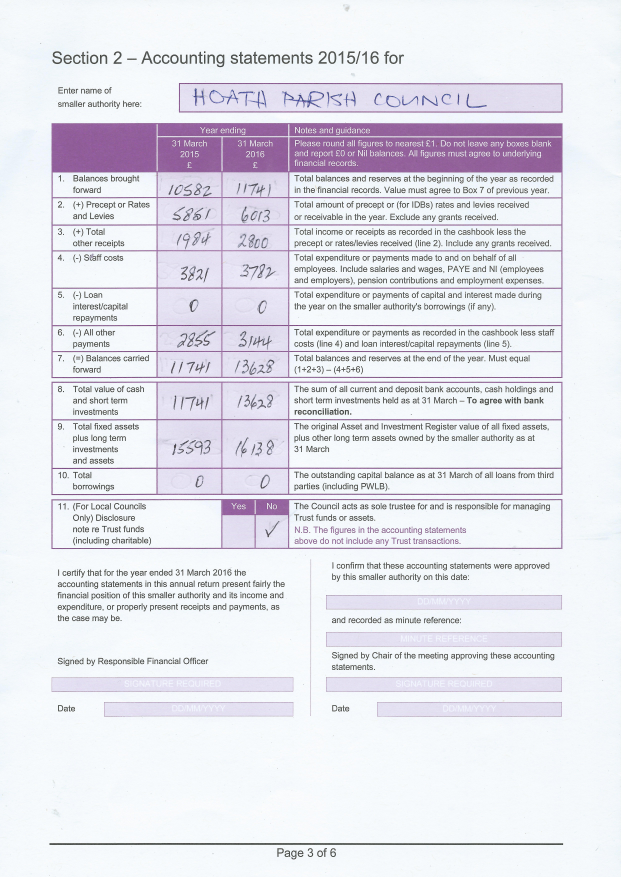 Section 2 – Accounting statements 2015/16 for
Enter name of
smaller authority here:
HOATH PARISH COUNCIL
Year ending
Notes and guidance
31 March
2015
£
31 March
2016
£
Please round all figures to nearest £1. Do not leave any boxes blank
and report £0 or Nil balances. All figures must agree to underlying
financial records.
1. Balances brought
forward
10582
11741
Total balances and reserves at the beginning of the year as recorded
in the financial records. Value must agree to Box 7 of previous year.
2. (+) Precept or Rates
and Levies
5851
6013
Total amount of precept or (for IDBs) rates and levies received
or receivable in the year. Exclude any grants received.
3. (+) Total
other receipts
1984
2800
Total income or receipts as recorded in the cashbook less the
precept or rates/levies received (line 2). Include any grants received.
4. (-) Staff costs
3821
3782
Total expenditure or payments made to and on behalf of all
employees. Include salaries and wages, PAYE and NI (employees
and employers), pension contributions and employment expenses.
5. (-) Loan
interest/capital
repayments
0
0
Total expenditure or payments of capital and interest made during
the year on the smaller authority's borrowings (if any).
6. (-) All other
payments
2855
3144
Total expenditure or payments as recorded in the cashbook less staff
costs (line 4) and loan interest/capital repayments (line 5).
7. (=) Balances carried
forward
11741
13628
Total balances and reserves at the end of the year. Must equal
(1+2+3) – (4+5+6)
8. Total value of cash
and short term
investments
11741
13628
The sum of all current and deposit bank accounts, cash holdings and
short term investments held as at 31 March – To agree with bank
reconciliation.
9. Total fixed assets
plus long term
investments
and assets
15593
16138
The original Asset and Investment Register value of all fixed assets,
plus other long term assets owned by the smaller authority as at
31 March
10. Total
borrowings
0
0
The outstanding capital balance as at 31 March of all loans from third
parties (including PWLB).
11. (For Local Councils
Only) Disclosure
note re Trust funds
(including charitable)
Yes
No
✓
The Council acts as sole trustee for and is responsible for managing
Trust funds or assets.
N.B. The figures in the accounting statements
above do not include any Trust transactions.
I certify that for the year ended 31 March 2016 the
accounting statements in this annual return present fairly the
financial position of this smaller authority and its income and
expenditure, or properly present receipts and payments, as
the case may be.
Signed by Responsible Financial Officer
SIGNATURE REQUIRED
Date
DD/MM/YYYY
I confirm that these accounting statements were approved
by this smaller authority on this date:
DD/MM/YYYY
and recorded as minute reference:
MINUTE REFERENCE
Signed by Chair of the meeting approving these accounting
statements.
SIGNATURE REQUIRED
Date
DD/MM/YYYY
Page 3 of 6